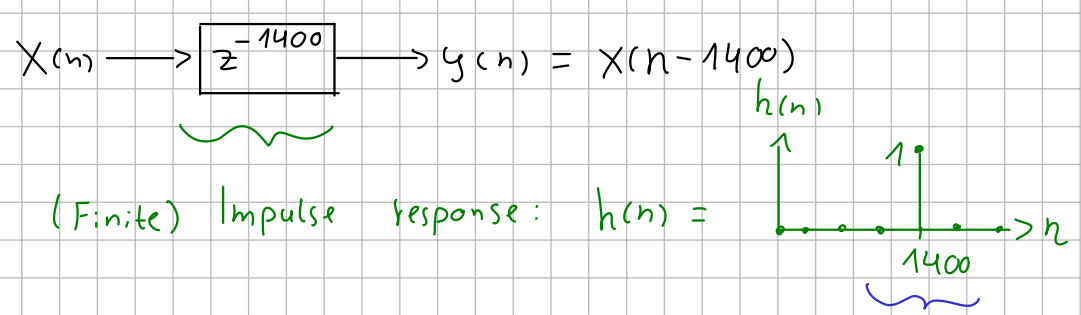 x(n) → z^-1400 → y(n) = x(n-1400)
h(n)
1
(Finite) Impulse response: h(n) =
n
1400